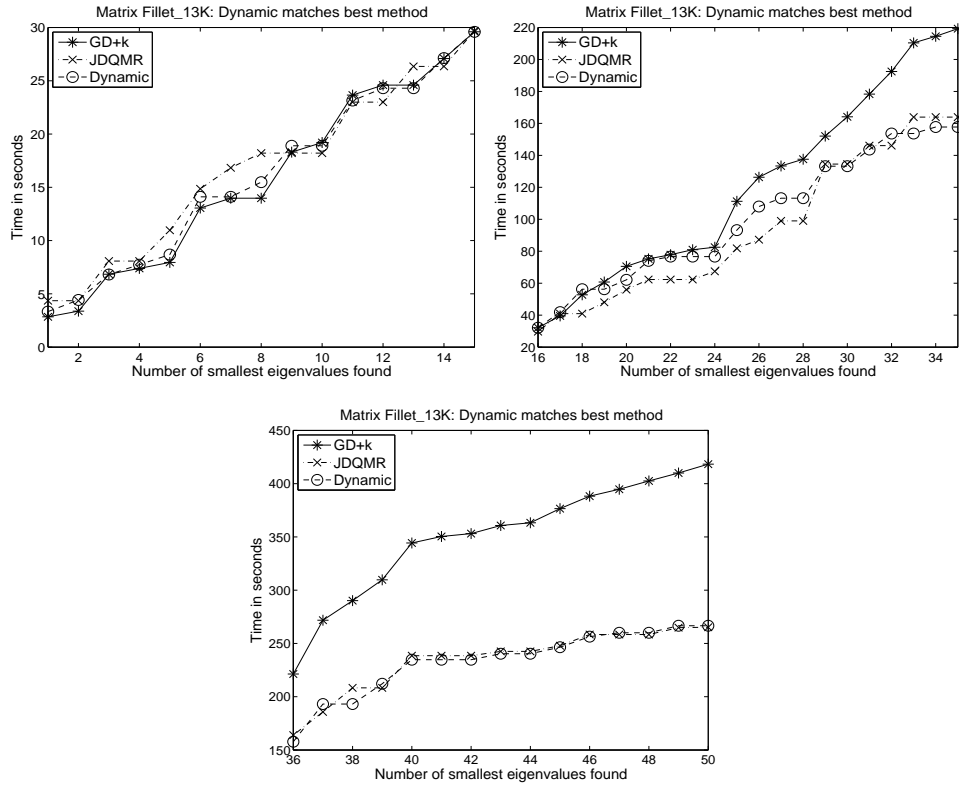 Matrix Fillet_13K: Dynamic matches best method
30
25
20
15
10
5
0
Time in seconds
GD+k
JDQMR
Dynamic
2 4 6 8 10 12 14
Number of smallest eigenvalues found
Matrix Fillet_13K: Dynamic matches best method
220
200
180
160
140
120
100
80
60
40
20
Time in seconds
GD+k
JDQMR
Dynamic
16 18 20 22 24 26 28 30 32 34
Number of smallest eigenvalues found
Matrix Fillet_13K: Dynamic matches best method
450
400
350
300
250
200
150
Time in seconds
GD+k
JDQMR
Dynamic
36 38 40 42 44 46 48 50
Number of smallest eigenvalues found